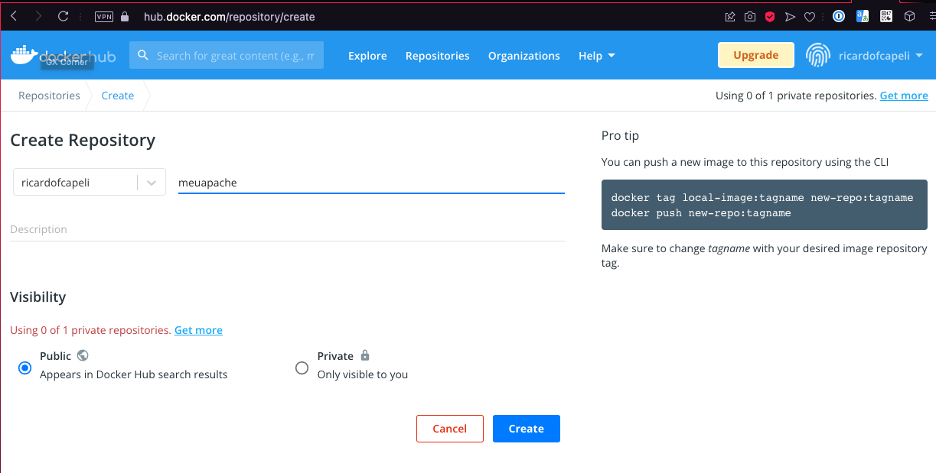 VPN hub.docker.com/repository/create
dockerhub Search for great content (e.g., m Explore Repositories Organizations Help Upgrade ricardofcapeli
GX Corner
Repositories Create Using 0 of 1 private repositories. Get more
Create Repository
ricardofcapeli meuapache
Description
Visibility
Using 0 of 1 private repositories. Get more
Public
Appears in Docker Hub search results
Private
Only visible to you
Cancel Create
Pro tip
You can push a new image to this repository using the CLI
docker tag local-image:tagname new-repo:tagname
docker push new-repo:tagname
Make sure to change tagname with your desired image repository
tag.